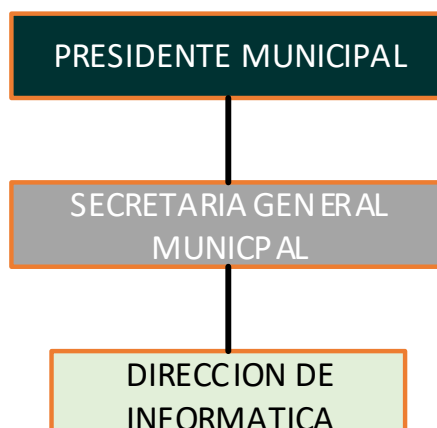 PRESIDENTE MUNICIPAL
SECRETARIA GENERAL
MUNICPAL
DIRECCION DE
INFORMATICA